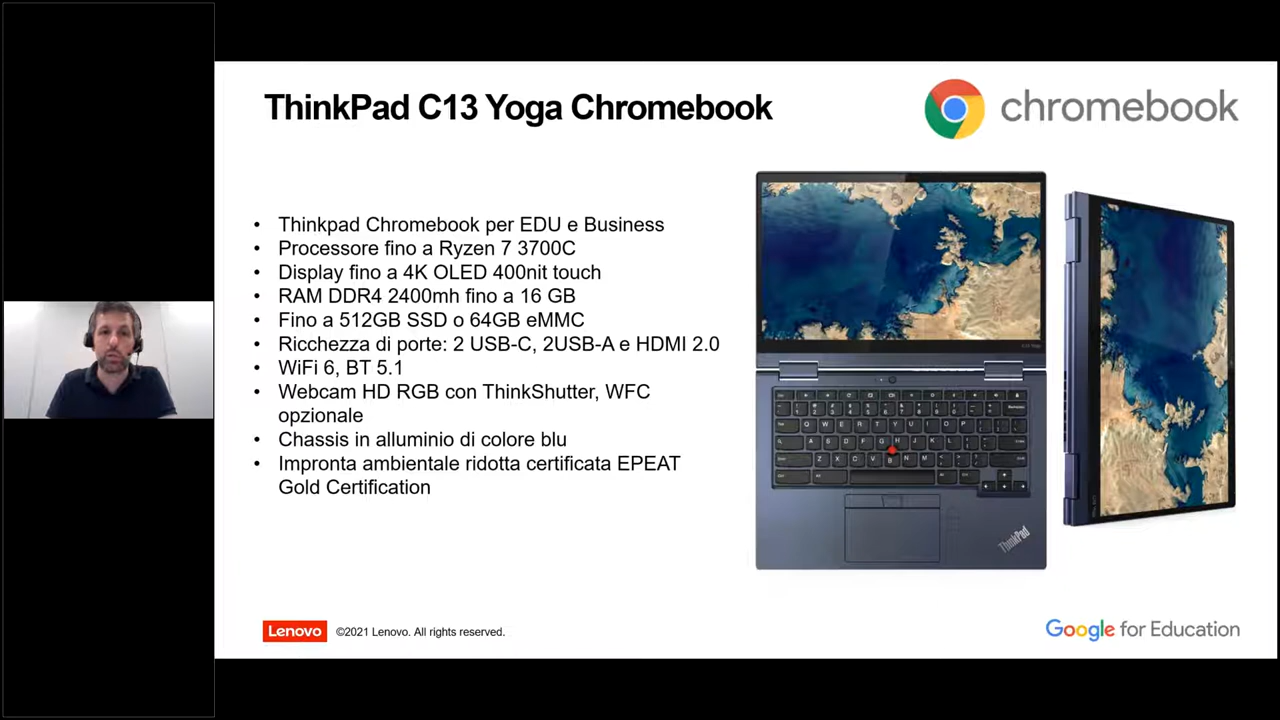 ThinkPad C13 Yoga Chromebook
chromebook
• Thinkpad Chromebook per EDU e Business
• Processore fino a Ryzen 7 3700C
• Display fino a 4K OLED 400nit touch
• RAM DDR4 2400mh fino a 16 GB
• Fino a 512GB SSD o 64GB eMMC
• Ricchezza di porte: 2 USB-C, 2USB-A e HDMI 2.0
• WiFi 6, BT 5.1
• Webcam HD RGB con ThinkShutter, WFC
opzionale
• Chassis in alluminio di colore blu
• Impronta ambientale ridotta certificata EPEAT
Gold Certification
ThinkPad
Lenovo
©2021 Lenovo. All rights reserved.
Google for Education